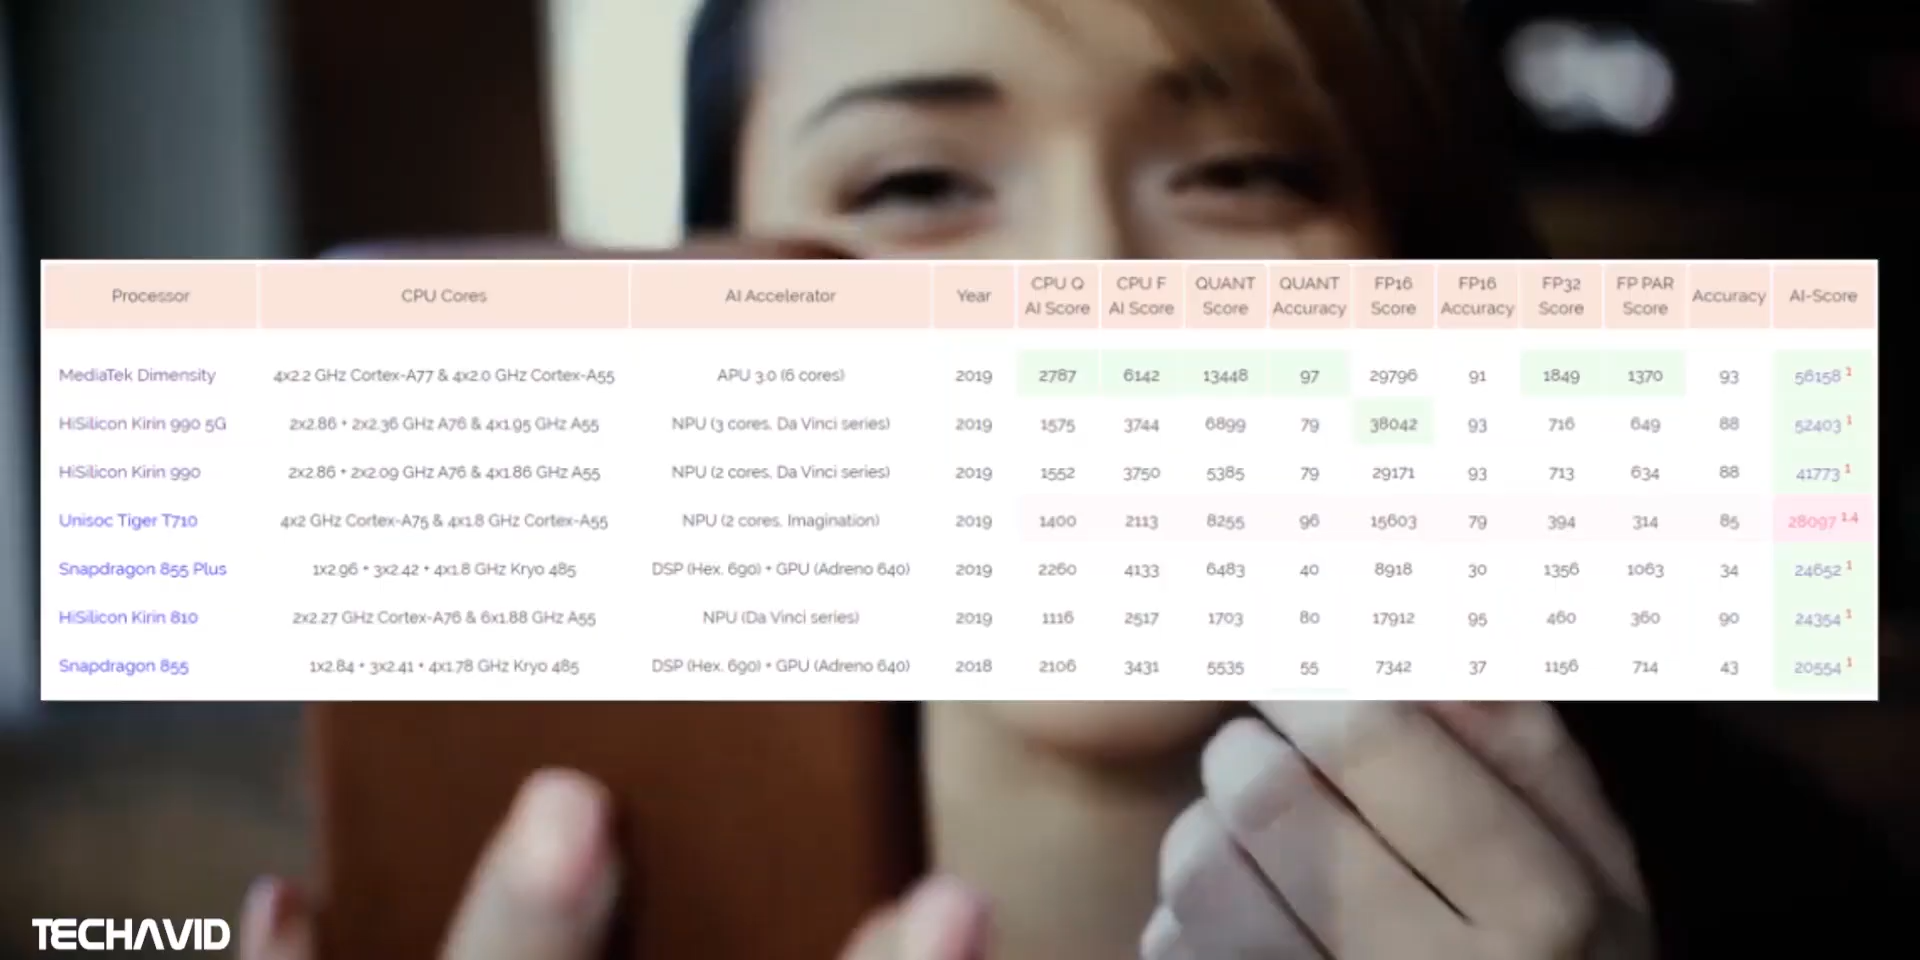 Processor CPU Cores AI Accelerator Year CPU Q AI Score CPU F AI Score QUANT Score QUANT Accuracy FP16 Score FP16 Accuracy FP32 Score FP PAR Score Accuracy AI-Score
MediaTek Dimensity 4x2.2 GHz Cortex-A77 & 4x2.0 GHz Cortex-A55 APU 3.0 (6 cores) 2019 2787 6142 13448 97 29796 91 1849 1370 93 56158 1
HiSilicon Kirin 990 5G 2x2.86 + 2x2.36 GHz A76 & 4x1.95 GHz A55 NPU (3 cores, Da Vinci series) 2019 1575 3744 6899 79 38042 93 716 649 88 52403 1
HiSilicon Kirin 990 2x2.86 + 2x2.09 GHz A76 & 4x1.86 GHz A55 NPU (2 cores, Da Vinci series) 2019 1552 3750 5385 79 29171 93 713 634 88 41773 1
Unisoc Tiger T710 4x2 GHz Cortex-A75 & 4x1.8 GHz Cortex-A55 NPU (2 cores, Imagination) 2019 1400 2113 8255 96 15603 79 394 314 85 28097 1.4
Snapdragon 855 Plus 1x2.96 + 3x2.42 + 4x1.8 GHz Kryo 485 DSP (Hex. 690) + GPU (Adreno 640) 2019 2260 4133 6483 40 8918 30 1356 1063 34 24652 1
HiSilicon Kirin 810 2x2.27 GHz Cortex-A76 & 6x1.88 GHz A55 NPU (Da Vinci series) 2019 1116 2517 1703 80 17912 95 460 360 90 24354 1
Snapdragon 855 1x2.84 + 3x2.41 + 4x1.78 GHz Kryo 485 DSP (Hex. 690) + GPU (Adreno 640) 2018 2106 3431 5535 55 7342 37 1156 714 43 20554 1
TECHAVID